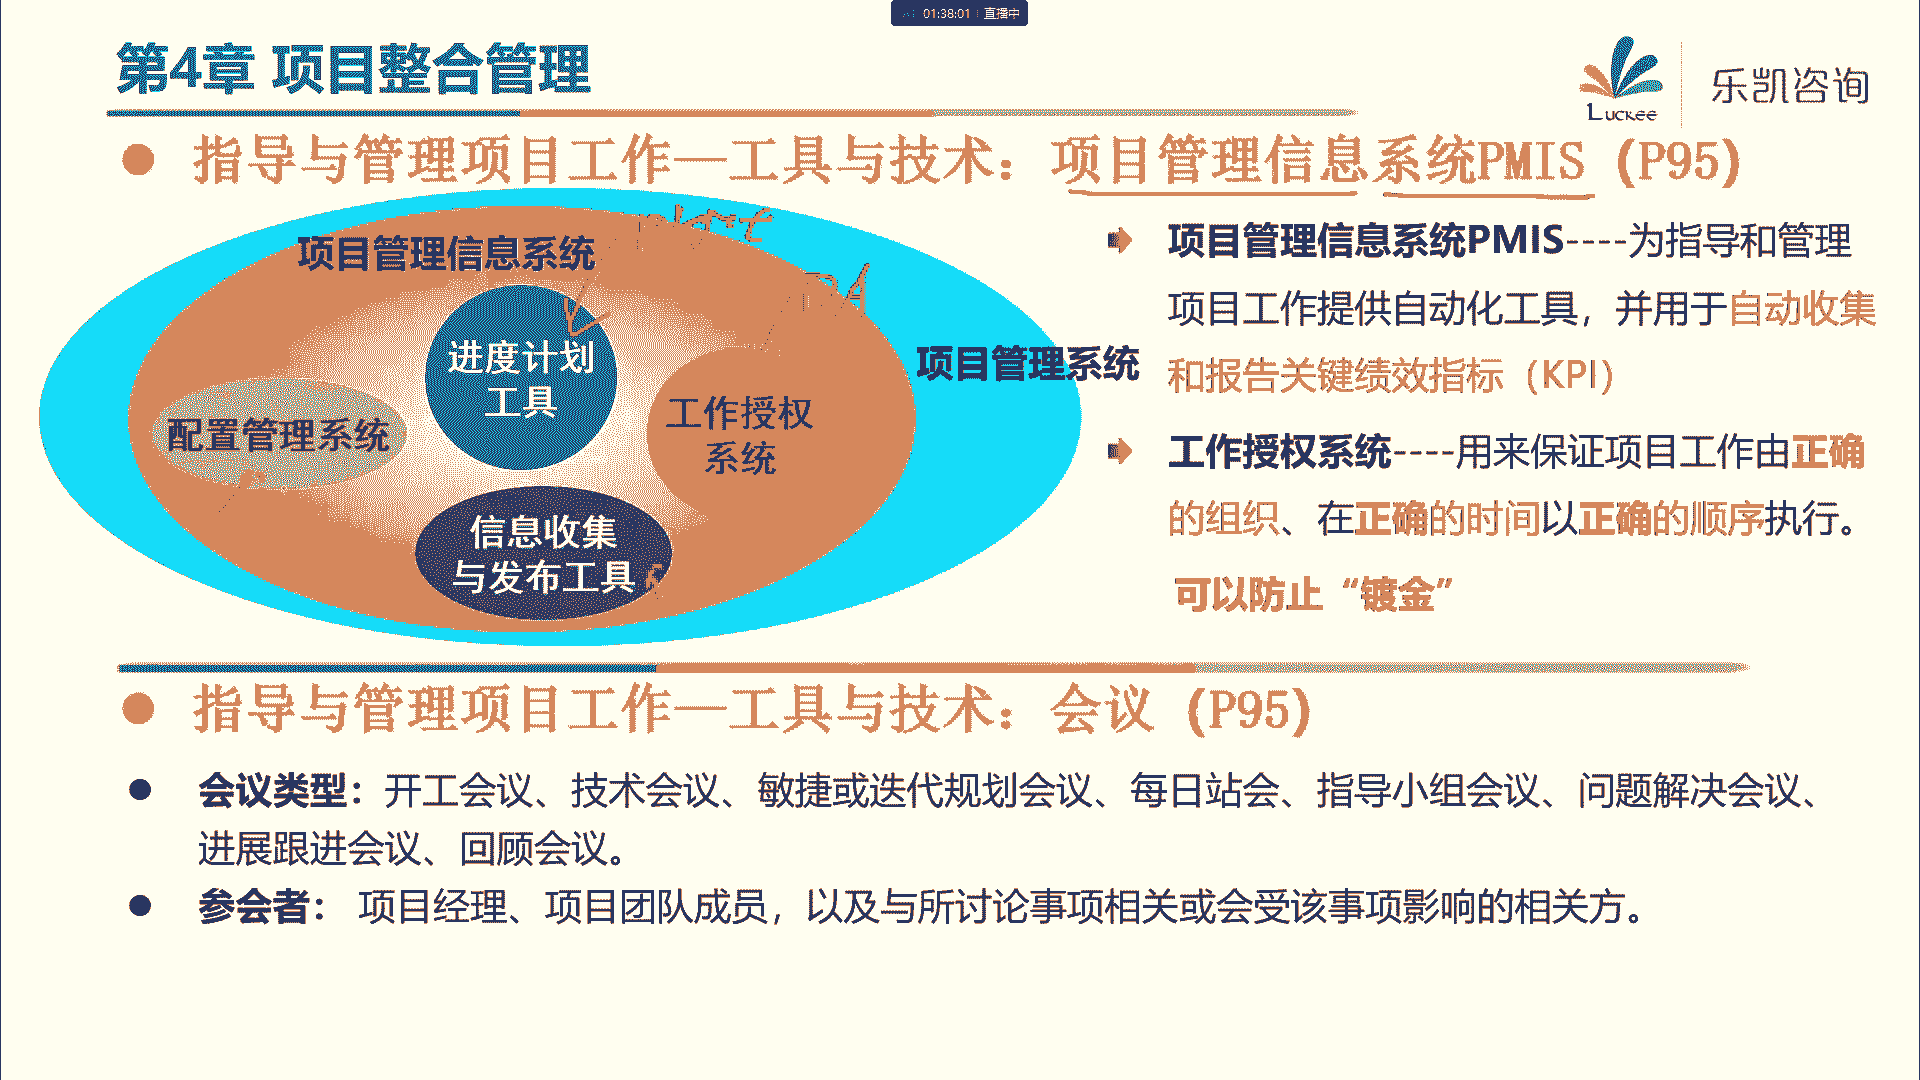 01:38:01 直播中
第4章 项目整合管理
Luckee
乐凯咨询
指导与管理项目工作—工具与技术：项目管理信息系统PMIS（P95）
项目管理信息系统
进度计划
工具
配置管理系统
工作授权
系统
信息收集
与发布工具
项目管理系统
项目管理信息系统PMIS----为指导和管理
项目工作提供自动化工具，并用于自动收集
和报告关键绩效指标（KPI）
工作授权系统----用来保证项目工作由正确
的组织、在正确的时间以正确的顺序执行。
可以防止“镀金”
指导与管理项目工作—工具与技术：会议（P95）
会议类型：开工会议、技术会议、敏捷或迭代规划会议、每日站会、指导小组会议、问题解决会议、
进展跟进会议、回顾会议。
参会者： 项目经理、项目团队成员，以及与所讨论事项相关或会受该事项影响的相关方。